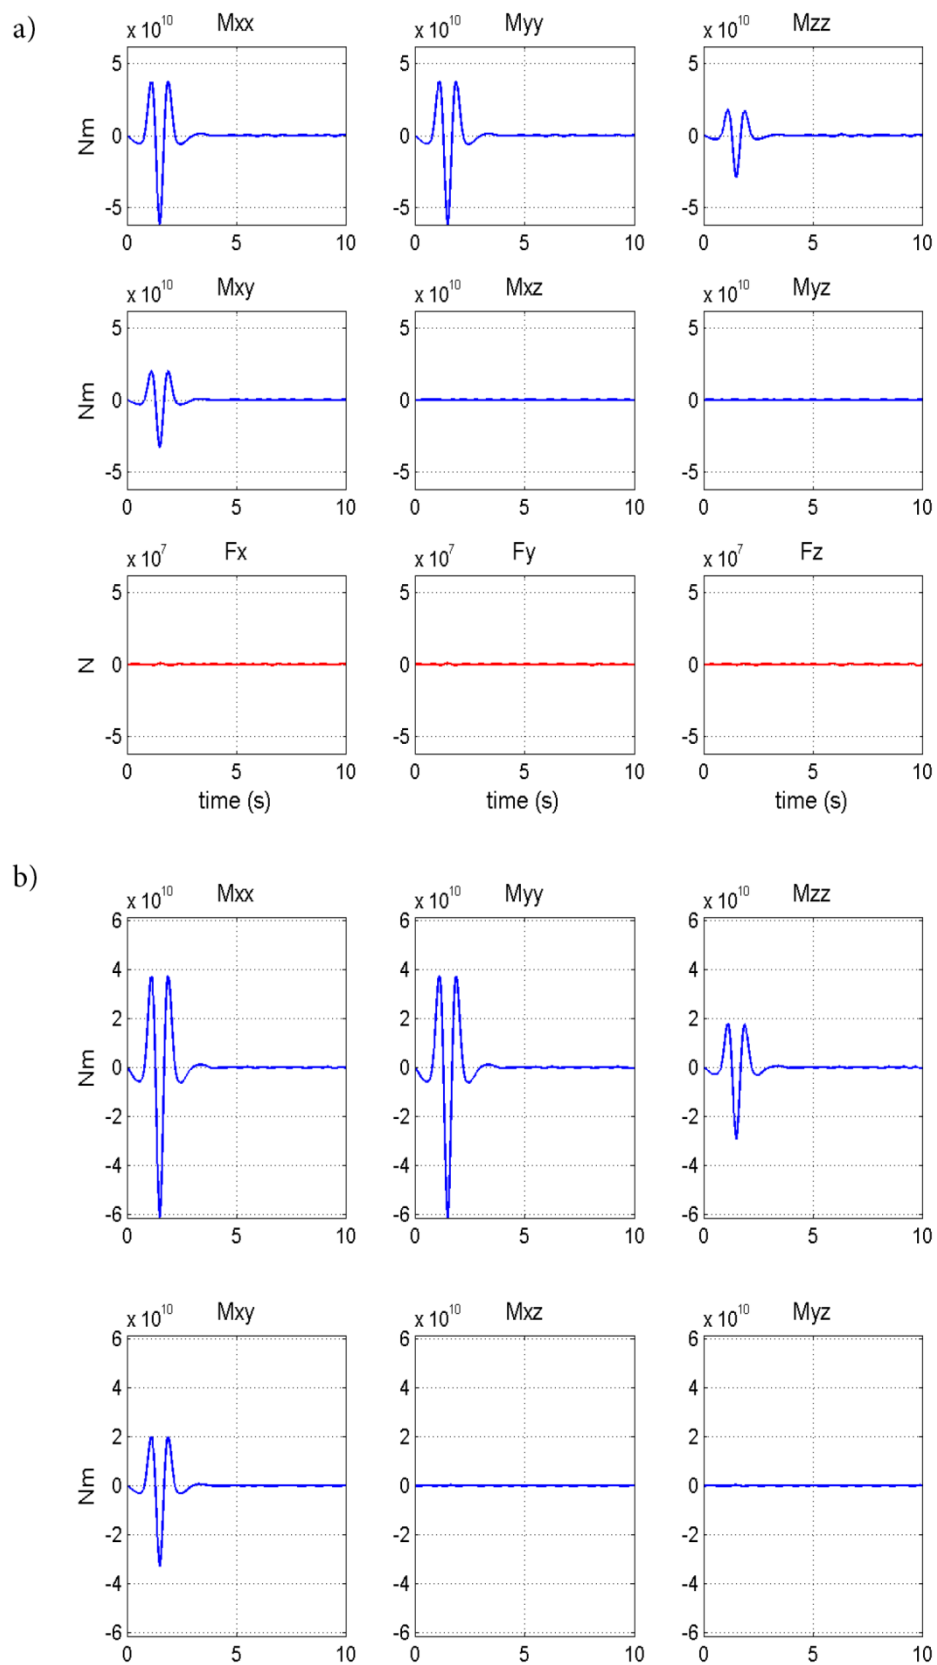 a)
x 10^10 Mxx x 10^10 Myy x 10^10 Mzz
5 5 5
Nm 0 0 0
-5 -5 -5
0 5 10 0 5 10 0 5 10
x 10^10 Mxy x 10^10 Mxz x 10^10 Myz
5 5 5
Nm 0 0 0
-5 -5 -5
0 5 10 0 5 10 0 5 10
x 10^7 Fx x 10^7 Fy x 10^7 Fz
5 5 5
N 0 0 0
-5 -5 -5
0 5 10 0 5 10 0 5 10
time (s) time (s) time (s)
b)
x 10^10 Mxx x 10^10 Myy x 10^10 Mzz
6 6 6
4 4 4
2 2 2
Nm 0 0 0
-2 -2 -2
-4 -4 -4
-6 -6 -6
0 5 10 0 5 10 0 5 10
x 10^10 Mxy x 10^10 Mxz x 10^10 Myz
6 6 6
4 4 4
2 2 2
Nm 0 0 0
-2 -2 -2
-4 -4 -4
-6 -6 -6
0 5 10 0 5 10 0 5 10